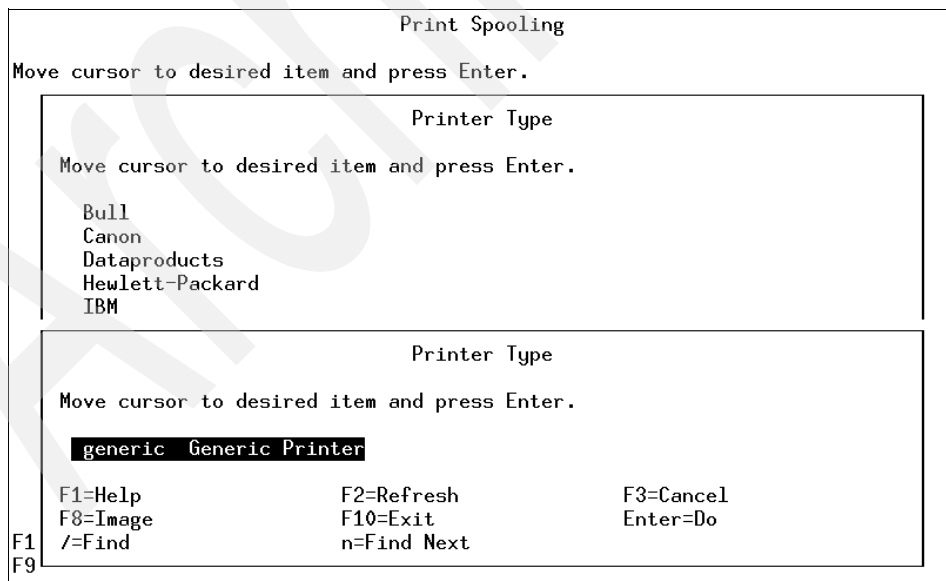 Print Spooling
Move cursor to desired item and press Enter.
Printer Type
Move cursor to desired item and press Enter.
Bull
Canon
Dataproducts
Hewlett-Packard
IBM
Printer Type
Move cursor to desired item and press Enter.
generic  Generic Printer
F1=Help F2=Refresh F3=Cancel
F8=Image F10=Exit Enter=Do
F1 /=Find n=Find Next
F9